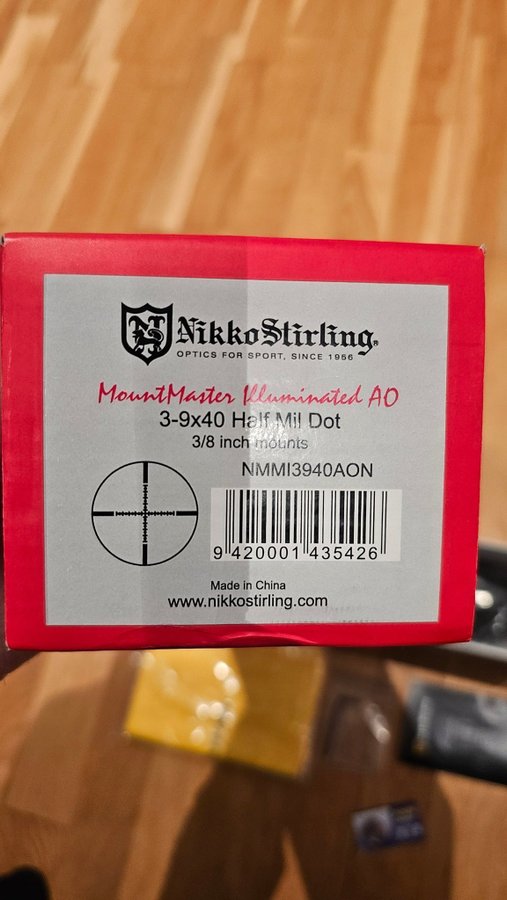 NS
NikkoStirling®
OPTICS FOR SPORT, SINCE 1956
MountMaster Illuminated AO
3-9x40 Half Mil Dot
3/8 inch mounts
NMMI3940AON
9 420001 435426
Made in China
www.nikkostirling.com